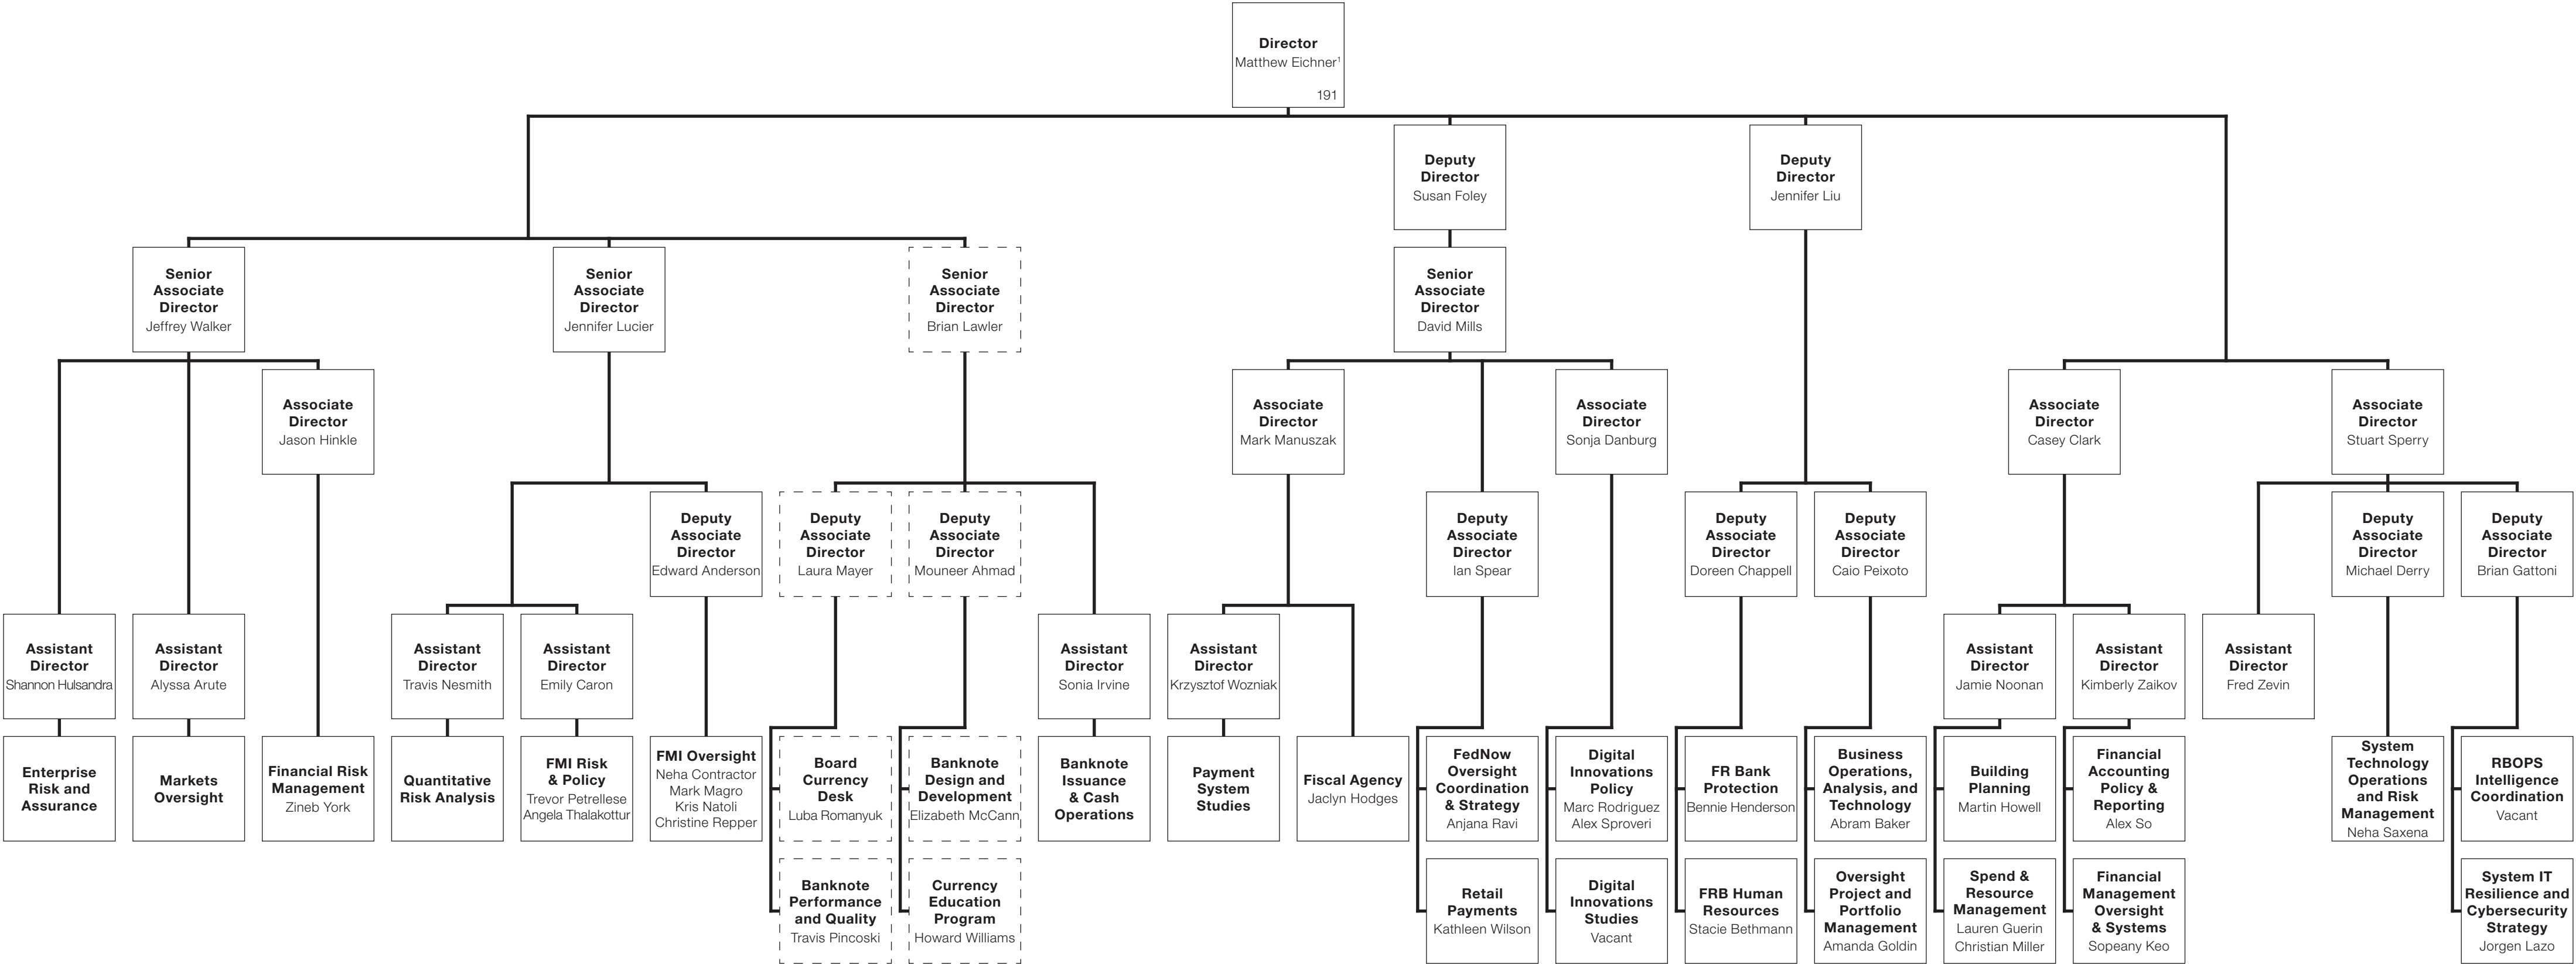 Director
Matthew Eichner¹
191
Deputy
Director
Susan Foley
Deputy
Director
Jennifer Liu
Senior
Associate
Director
Jeffrey Walker
Senior
Associate
Director
Jennifer Lucier
Senior
Associate
Director
Brian Lawler
Senior
Associate
Director
David Mills
Associate
Director
Jason Hinkle
Associate
Director
Mark Manuszak
Associate
Director
Sonja Danburg
Associate
Director
Casey Clark
Associate
Director
Stuart Sperry
Deputy
Associate
Director
Edward Anderson
Deputy
Associate
Director
Laura Mayer
Deputy
Associate
Director
Mouneer Ahmad
Deputy
Associate
Director
Ian Spear
Deputy
Associate
Director
Doreen Chappell
Deputy
Associate
Director
Caio Peixoto
Deputy
Associate
Director
Michael Derry
Deputy
Associate
Director
Brian Gattoni
Assistant
Director
Shannon Hulsandra
Assistant
Director
Alyssa Arute
Assistant
Director
Travis Nesmith
Assistant
Director
Emily Caron
Assistant
Director
Sonia Irvine
Assistant
Director
Krzysztof Wozniak
Assistant
Director
Jamie Noonan
Assistant
Director
Kimberly Zaikov
Assistant
Director
Fred Zevin
Enterprise
Risk and
Assurance
Markets
Oversight
Financial Risk
Management
Zineb York
Quantitative
Risk Analysis
FMI Risk
& Policy
Trevor Petrellese
Angela Thalakottur
FMI Oversight
Neha Contractor
Mark Magro
Kris Natoli
Christine Repper
Board
Currency
Desk
Luba Romanyuk
Banknote
Design and
Development
Elizabeth McCann
Banknote
Issuance
& Cash
Operations
Payment
System
Studies
Fiscal Agency
Jaclyn Hodges
FedNow
Oversight
Coordination
& Strategy
Anjana Ravi
Digital
Innovations
Policy
Marc Rodriguez
Alex Sproveri
FR Bank
Protection
Bennie Henderson
Business
Operations,
Analysis, and
Technology
Abram Baker
Building
Planning
Martin Howell
Financial
Accounting
Policy &
Reporting
Alex So
System
Technology
Operations
and Risk
Management
Neha Saxena
RBOPS
Intelligence
Coordination
Vacant
Banknote
Performance
and Quality
Travis Pincoski
Currency
Education
Program
Howard Williams
Retail
Payments
Kathleen Wilson
Digital
Innovations
Studies
Vacant
FRB Human
Resources
Stacie Bethmann
Oversight
Project and
Portfolio
Management
Amanda Goldin
Spend &
Resource
Management
Lauren Guerin
Christian Miller
Financial
Management
Oversight
& Systems
Sopeany Keo
System IT
Resilience and
Cybersecurity
Strategy
Jorgen Lazo